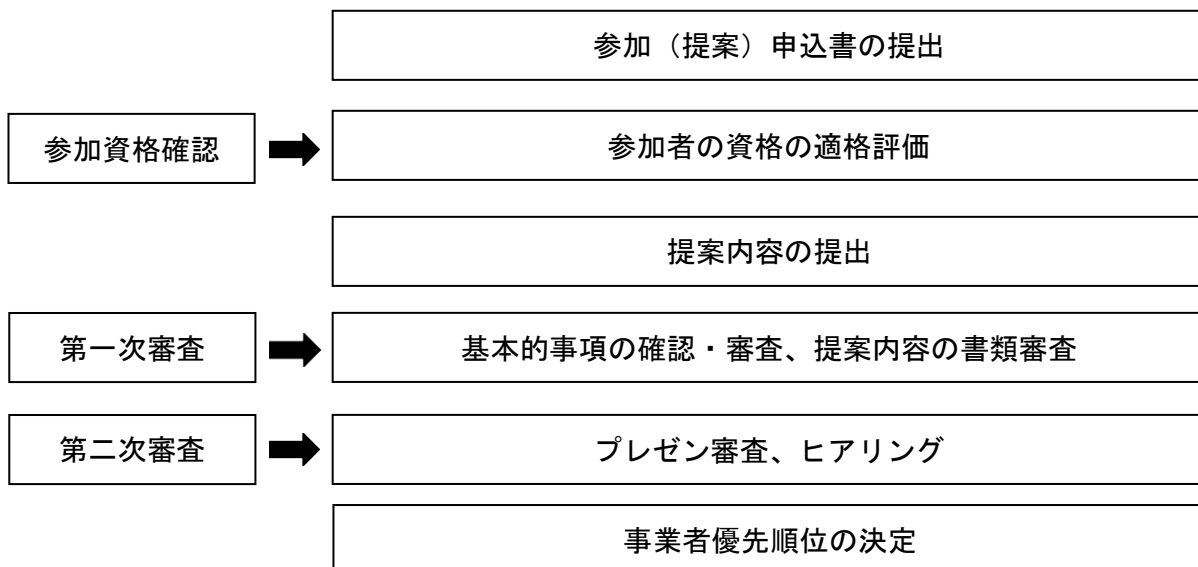 参加（提案）申込書の提出
参加資格確認
参加者の資格の適格評価
提案内容の提出
第一次審査
基本的事項の確認・審査、提案内容の書類審査
第二次審査
プレゼン審査、ヒアリング
事業者優先順位の決定